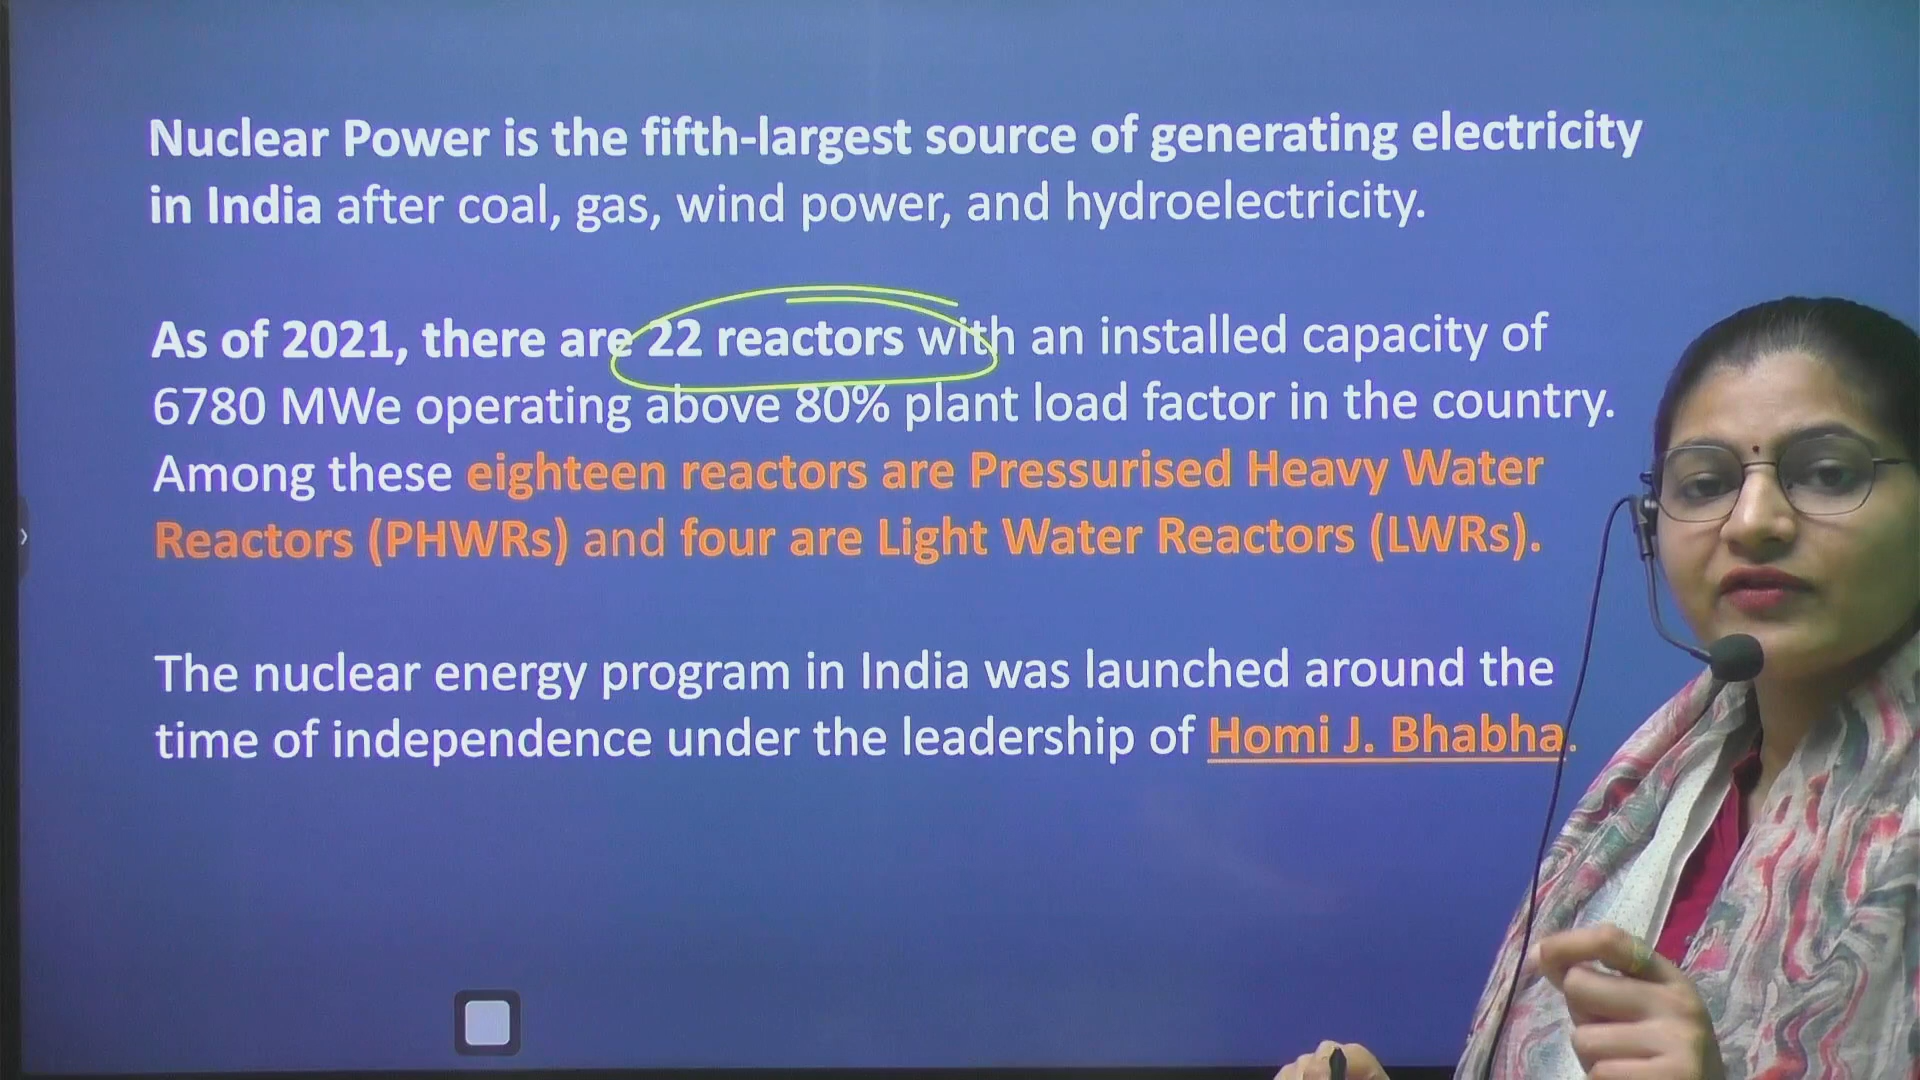 Nuclear Power is the fifth-largest source of generating electricity
in India after coal, gas, wind power, and hydroelectricity.
As of 2021, there are 22 reactors with an installed capacity of
6780 MWe operating above 80% plant load factor in the country.
Among these eighteen reactors are Pressurised Heavy Water
Reactors (PHWRs) and four are Light Water Reactors (LWRs).
The nuclear energy program in India was launched around the
time of independence under the leadership of Homi J. Bhabha.